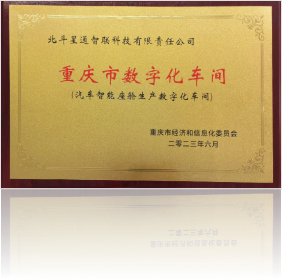 北斗星通智联科技有限责任公司
重庆市数字化车间
(汽车智能座舱生产数字化车间)
重庆市经济和信息化委员会
二零二三年六月